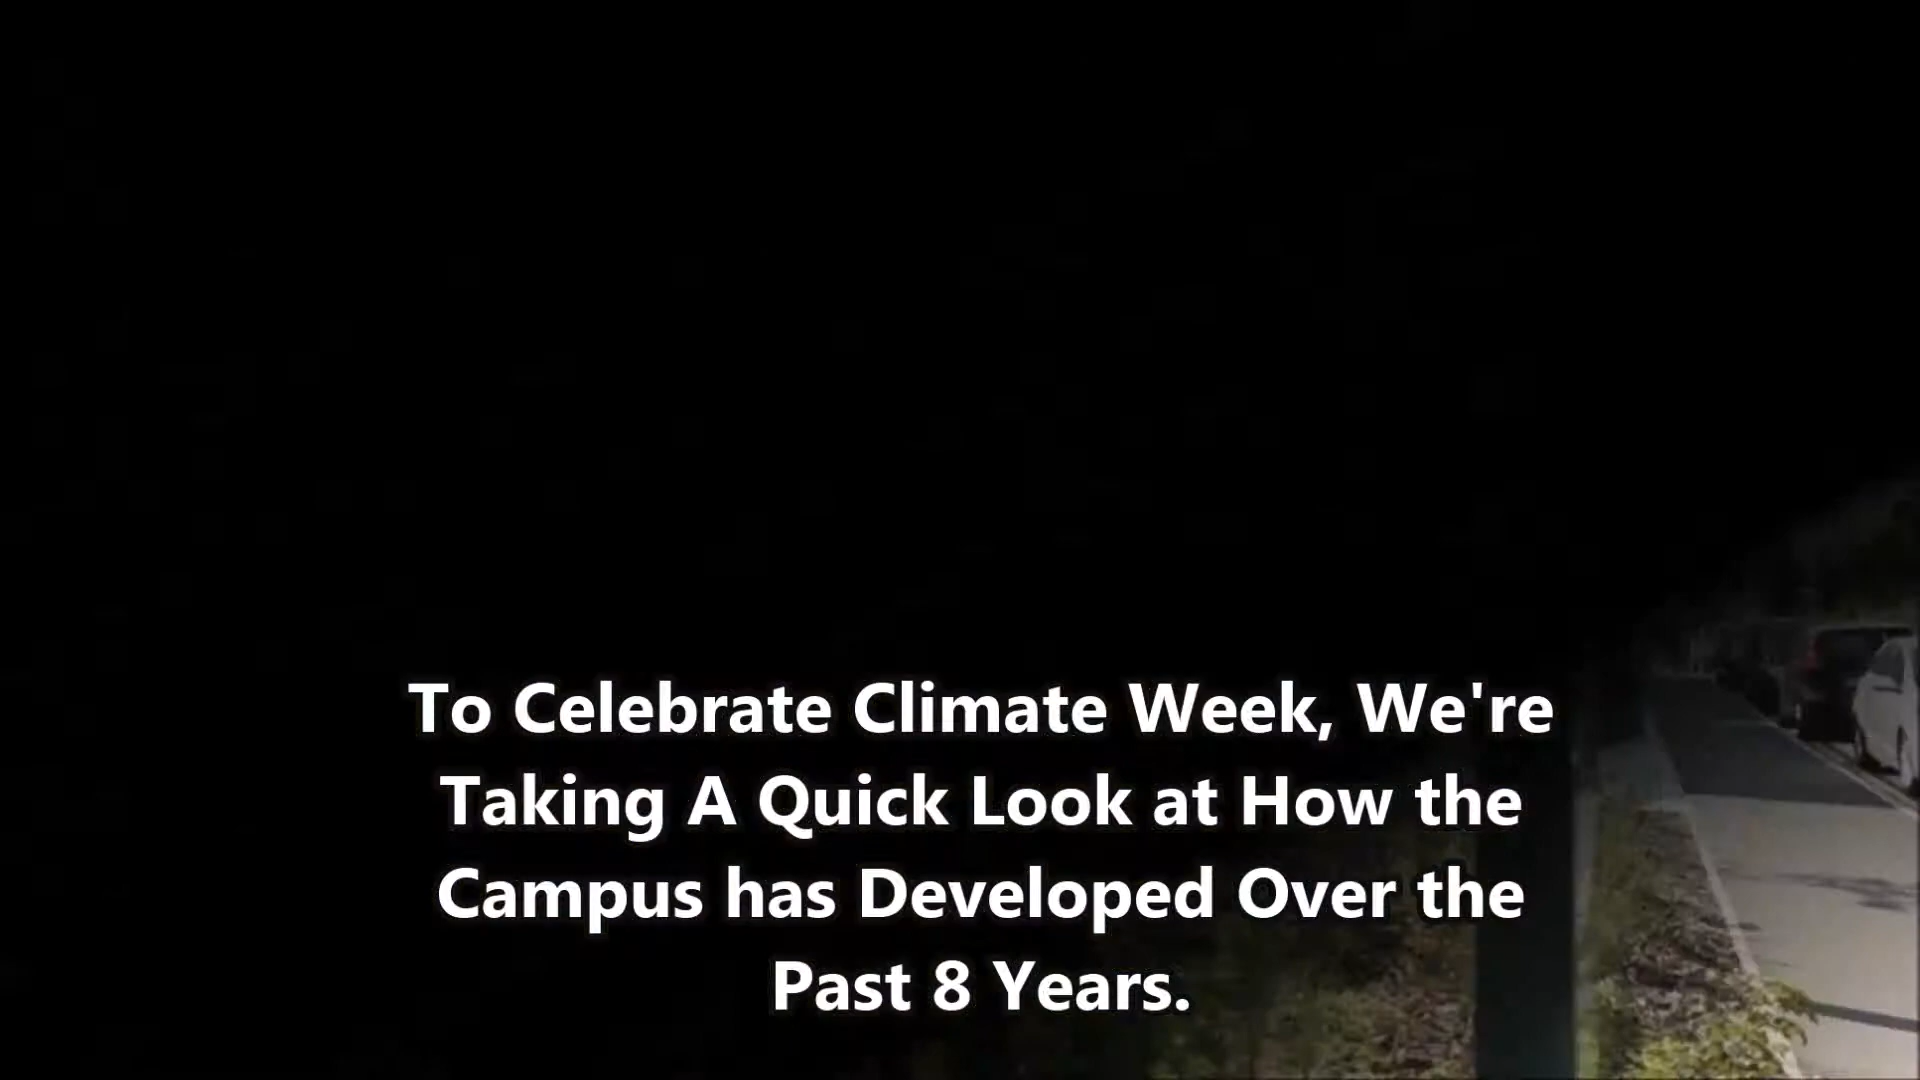 To Celebrate Climate Week, We're
Taking A Quick Look at How the
Campus has Developed Over the
Past 8 Years.